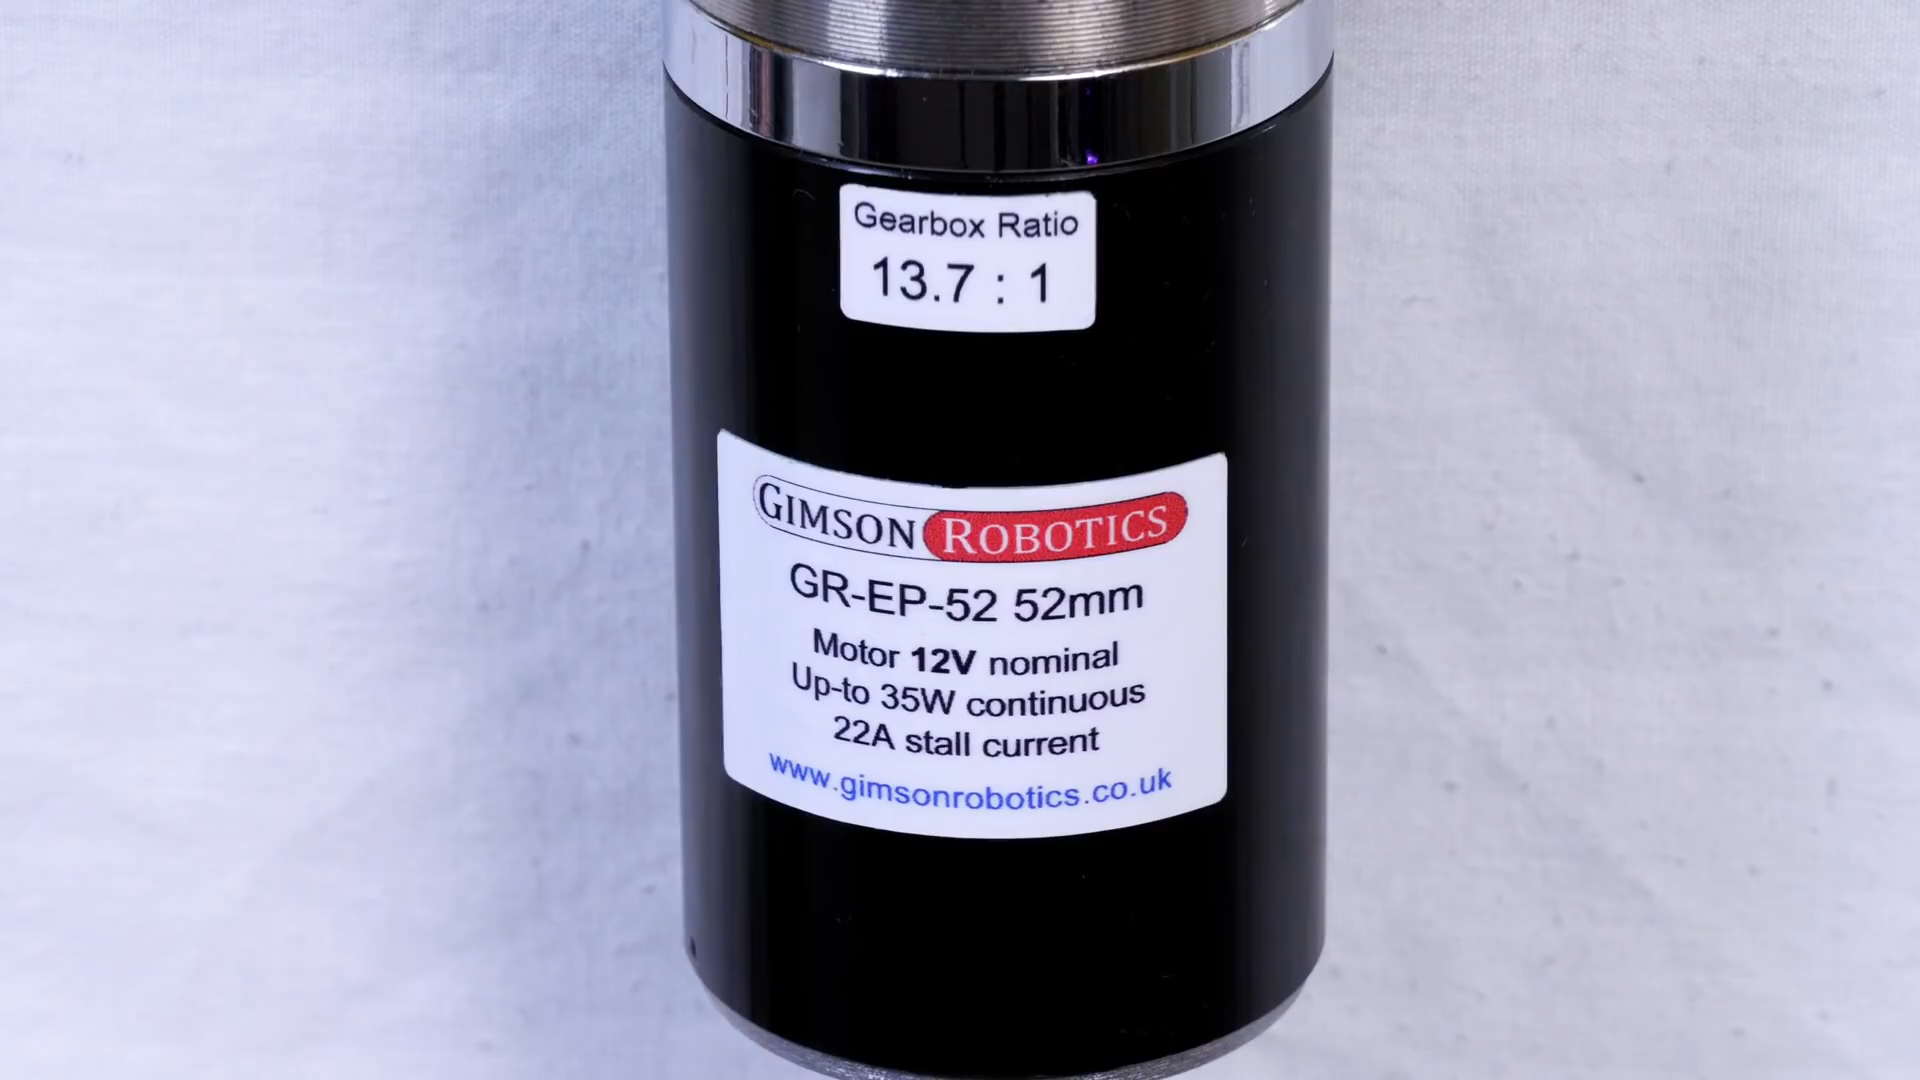 Gearbox Ratio
13.7 : 1
GIMSON ROBOTICS
GR-EP-52 52mm
Motor 12V nominal
Up-to 35W continuous
22A stall current
www.gimsonrobotics.co.uk